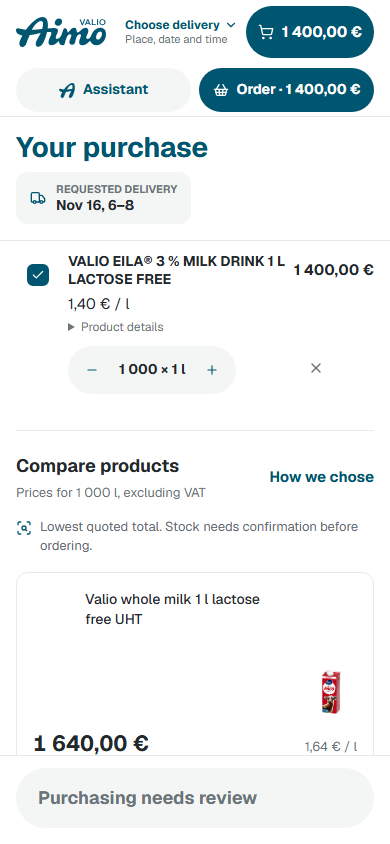 VALIO
Aimo
Choose delivery
Place, date and time
1 400,00 €
Assistant
Order · 1 400,00 €
Your purchase
REQUESTED DELIVERY
Nov 16, 6–8
VALIO EILA® 3 % MILK DRINK 1 L
LACTOSE FREE
1 400,00 €
1,40 € / l
Product details
− 1 000 × 1 l +
Compare products
Prices for 1 000 l, excluding VAT
How we chose
Lowest quoted total. Stock needs confirmation before
ordering.
Valio whole milk 1 l lactose
free UHT
1 640,00 €
1,64 € / l
Purchasing needs review